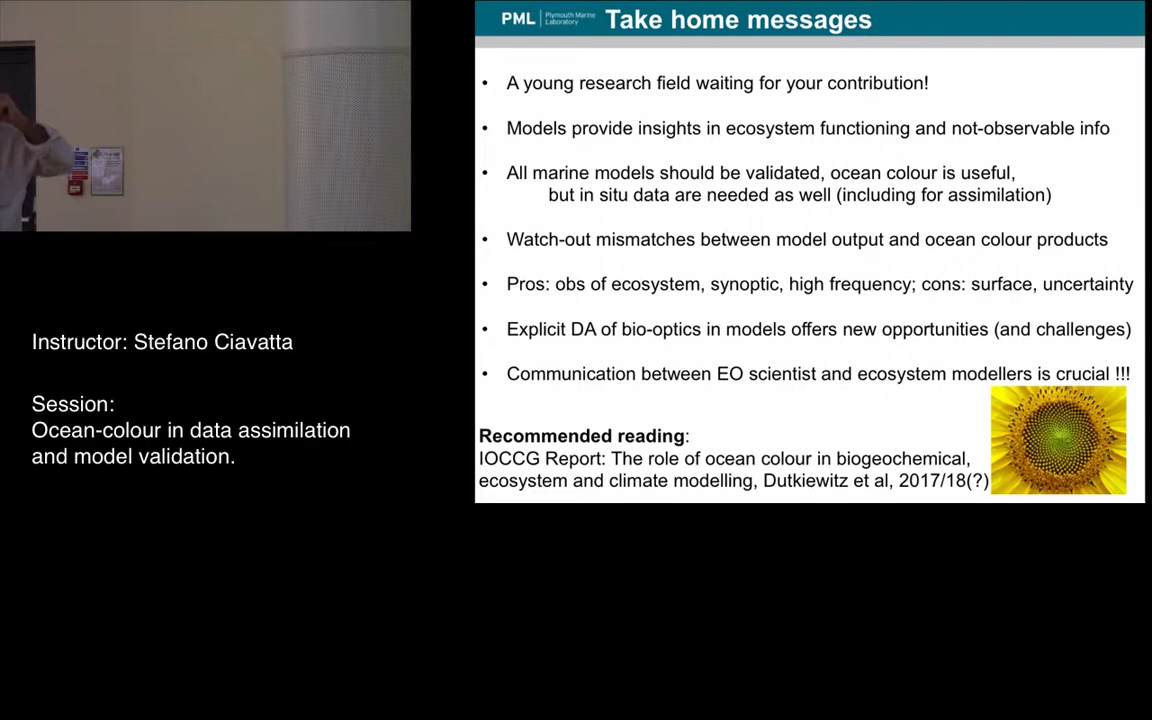 PML | Plymouth Marine
Laboratory
Take home messages
• A young research field waiting for your contribution!
• Models provide insights in ecosystem functioning and not-observable info
• All marine models should be validated, ocean colour is useful,
but in situ data are needed as well (including for assimilation)
• Watch-out mismatches between model output and ocean colour products
• Pros: obs of ecosystem, synoptic, high frequency; cons: surface, uncertainty
• Explicit DA of bio-optics in models offers new opportunities (and challenges)
• Communication between EO scientist and ecosystem modellers is crucial !!!
Recommended reading:
IOCCG Report: The role of ocean colour in biogeochemical,
ecosystem and climate modelling, Dutkiewitz et al, 2017/18(?)
Instructor: Stefano Ciavatta
Session:
Ocean-colour in data assimilation
and model validation.